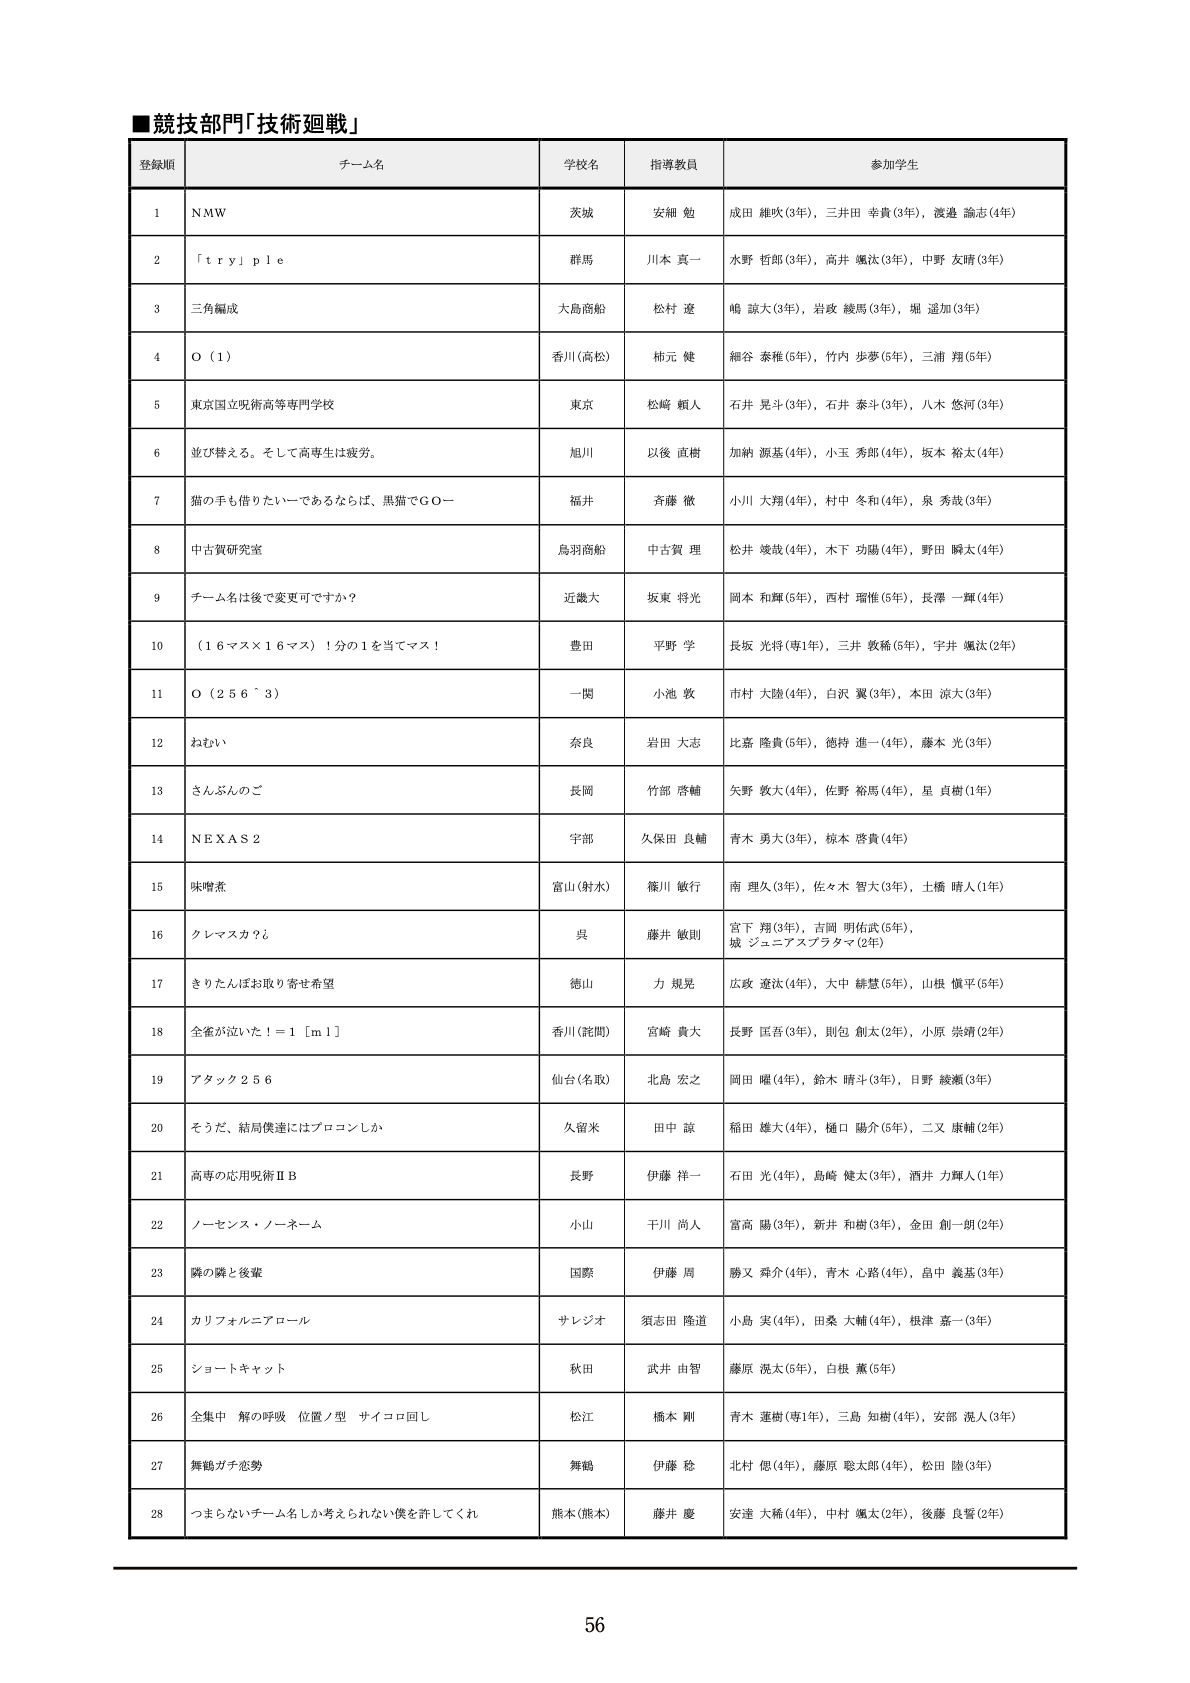 ■競技部門「技術廻戦」
登録順 チーム名 学校名 指導教員 参加学生
1 ＮＭＷ 茨城 安細 勉 成田 雛吹(3年), 三井田 幸貴(3年), 渡邉 諭志(4年)
2 「ｔｒｙ」ｐｌｅ 群馬 川本 真一 水野 哲郎(3年), 高井 颯汰(3年), 中野 友晴(3年)
3 三角編成 大島商船 松村 遼 嶋 諒大(3年), 岩政 綾馬(3年), 堀 遥加(3年)
4 Ｏ（１） 香川(高松) 柿元 健 細谷 泰稚(5年), 竹内 歩夢(5年), 三浦 翔(5年)
5 東京国立呪術高等専門学校 東京 松﨑 頼人 石井 晃斗(3年), 石井 泰斗(3年), 八木 悠河(3年)
6 並び替える。そして高専生は疲労。 旭川 以後 直樹 加納 源基(4年), 小玉 秀郎(4年), 坂本 裕太(4年)
7 猫の手も借りたいーであるならば、黒猫でＧＯー 福井 斉藤 徹 小川 大翔(4年), 村中 冬和(4年), 泉 秀哉(3年)
8 中古賀研究室 鳥羽商船 中古賀 理 松井 竣哉(4年), 木下 功陽(4年), 野田 瞬太(4年)
9 チーム名は後で変更可ですか？ 近畿大 坂東 将光 岡本 和輝(5年), 西村 瑠惟(5年), 長澤 一輝(4年)
10 （１６マス×１６マス）！分の１を当てマス！ 豊田 平野 学 長坂 光将(専1年), 三井 敦稀(5年), 宇井 颯汰(2年)
11 Ｏ（２５６＾３） 一関 小池 敦 市村 大陸(4年), 白沢 翼(3年), 本田 涼大(3年)
12 ねむい 奈良 岩田 大志 比嘉 隆貴(5年), 徳持 進一(4年), 藤本 光(3年)
13 さんぶんのご 長岡 竹部 啓輔 矢野 敦大(4年), 佐野 裕馬(4年), 星 貞樹(1年)
14 ＮＥＸＡＳ２ 宇部 久保田 良輔 青木 勇大(3年), 椋本 啓貴(4年)
15 味噌煮 富山(射水) 篠川 敏行 南 理久(3年), 佐々木 智大(3年), 土橋 晴人(1年)
16 クレマスカ？¿ 呉 藤井 敏則 宮下 翔(3年), 吉岡 明佑武(5年),
城 ジュニアスプラタマ(2年)
17 きりたんぽお取り寄せ希望 徳山 力 規晃 広政 遼汰(4年), 大中 緋慧(5年), 山根 愼平(5年)
18 全雀が泣いた！＝１［ｍｌ］ 香川(詫間) 宮﨑 貴大 長野 匡吾(3年), 則包 創太(2年), 小原 崇靖(2年)
19 アタック２５６ 仙台(名取) 北島 宏之 岡田 曜(4年), 鈴木 晴斗(3年), 日野 綾瀬(3年)
20 そうだ、結局僕達にはプロコンしか 久留米 田中 諒 稲田 雄大(4年), 樋口 陽介(5年), 二又 康輔(2年)
21 高専の応用呪術ⅡＢ 長野 伊藤 祥一 石田 光(4年), 島﨑 健太(3年), 酒井 力輝人(1年)
22 ノーセンス・ノーネーム 小山 干川 尚人 富高 陽(3年), 新井 和樹(3年), 金田 創一朗(2年)
23 隣の隣と後輩 国際 伊藤 周 勝又 舜介(4年), 青木 心路(4年), 畠中 義基(3年)
24 カリフォルニアロール サレジオ 須志田 隆道 小島 実(4年), 田桑 大輔(4年), 根津 嘉一(3年)
25 ショートキャット 秋田 武井 由智 藤原 滉太(5年), 白根 薫(5年)
26 全集中　解の呼吸　位置ノ型　サイコロ回し 松江 橋本 剛 青木 蓮樹(専1年), 三島 知樹(4年), 安部 滉人(3年)
27 舞鶴ガチ恋勢 舞鶴 伊藤 稔 北村 偲(4年), 藤原 聡太郎(4年), 松田 陸(3年)
28 つまらないチーム名しか考えられない僕を許してくれ 熊本(熊本) 藤井 慶 安達 大稀(4年), 中村 颯太(2年), 後藤 良誓(2年)
56